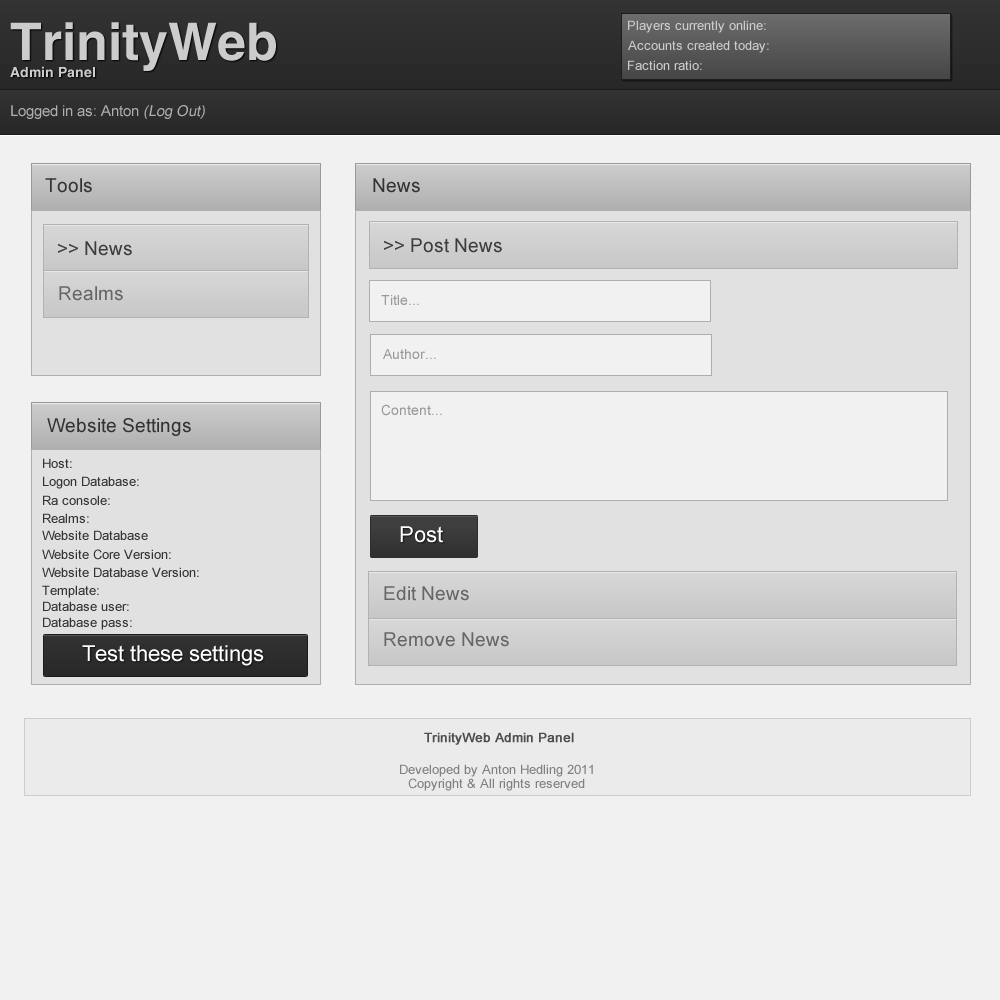 TrinityWeb
Admin Panel
Players currently online:
Accounts created today:
Faction ratio:
Logged in as: Anton (Log Out)
Tools
>> News
Realms
Website Settings
Host:
Logon Database:
Ra console:
Realms:
Website Database
Website Core Version:
Website Database Version:
Template:
Database user:
Database pass:
Test these settings
News
>> Post News
Title...
Author...
Content...
Post
Edit News
Remove News
TrinityWeb Admin Panel
Developed by Anton Hedling 2011
Copyright & All rights reserved